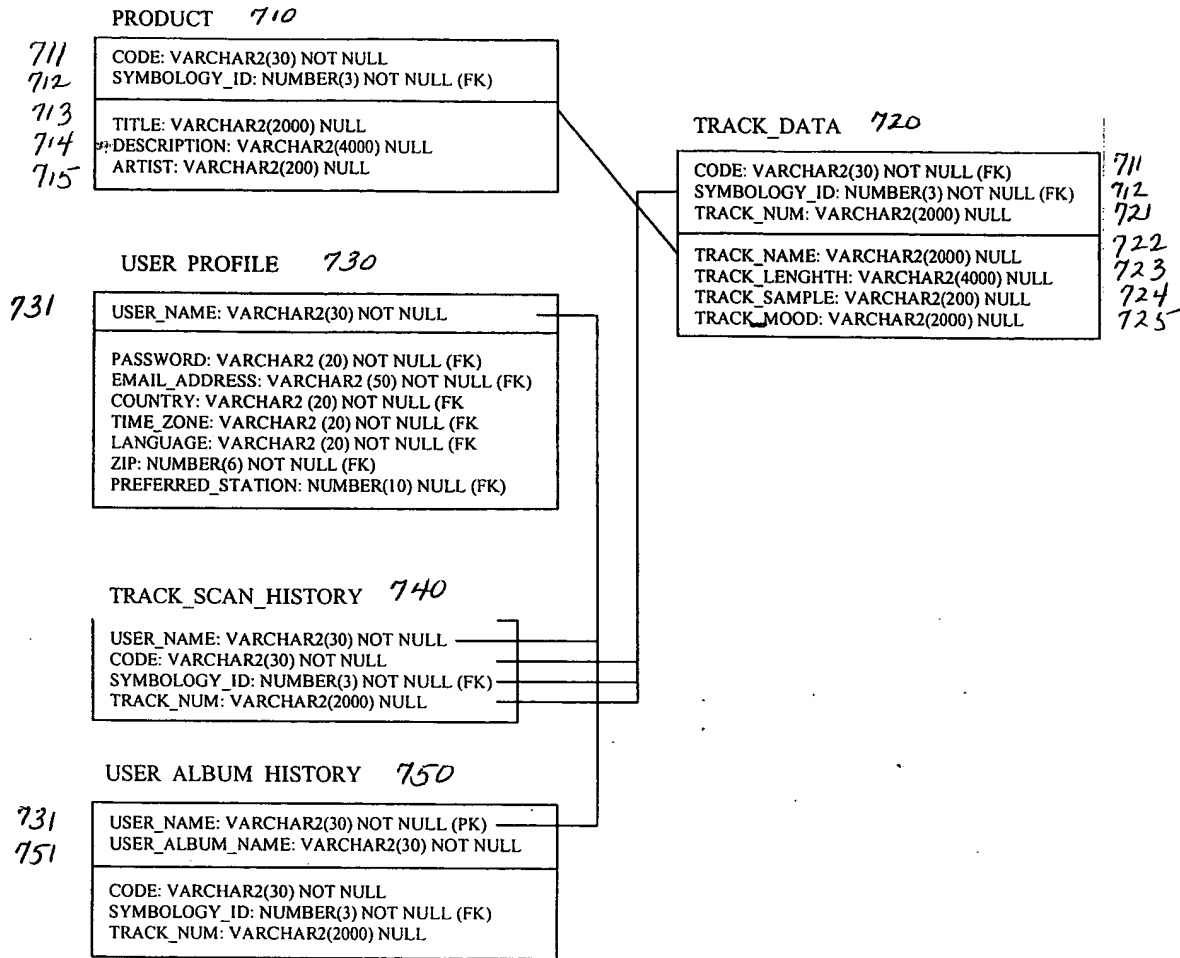 PRODUCT 710
711 CODE: VARCHAR2(30) NOT NULL
712 SYMBOLOGY_ID: NUMBER(3) NOT NULL (FK)
713 TITLE: VARCHAR2(2000) NULL
714 DESCRIPTION: VARCHAR2(4000) NULL
715 ARTIST: VARCHAR2(200) NULL
TRACK_DATA 720
CODE: VARCHAR2(30) NOT NULL (FK) 711
SYMBOLOGY_ID: NUMBER(3) NOT NULL (FK) 712
TRACK_NUM: VARCHAR2(2000) NULL 721
TRACK_NAME: VARCHAR2(2000) NULL 722
TRACK_LENGHTH: VARCHAR2(4000) NULL 723
TRACK_SAMPLE: VARCHAR2(200) NULL 724
TRACK_MOOD: VARCHAR2(2000) NULL 725
USER PROFILE 730
731 USER_NAME: VARCHAR2(30) NOT NULL
PASSWORD: VARCHAR2 (20) NOT NULL (FK)
EMAIL_ADDRESS: VARCHAR2 (50) NOT NULL (FK)
COUNTRY: VARCHAR2 (20) NOT NULL (FK
TIME_ZONE: VARCHAR2 (20) NOT NULL (FK
LANGUAGE: VARCHAR2 (20) NOT NULL (FK
ZIP: NUMBER(6) NOT NULL (FK)
PREFERRED_STATION: NUMBER(10) NULL (FK)
TRACK_SCAN_HISTORY 740
USER_NAME: VARCHAR2(30) NOT NULL
CODE: VARCHAR2(30) NOT NULL
SYMBOLOGY_ID: NUMBER(3) NOT NULL (FK)
TRACK_NUM: VARCHAR2(2000) NULL
USER ALBUM HISTORY 750
731 USER_NAME: VARCHAR2(30) NOT NULL (PK)
751 USER_ALBUM_NAME: VARCHAR2(30) NOT NULL
CODE: VARCHAR2(30) NOT NULL
SYMBOLOGY_ID: NUMBER(3) NOT NULL (FK)
TRACK_NUM: VARCHAR2(2000) NULL